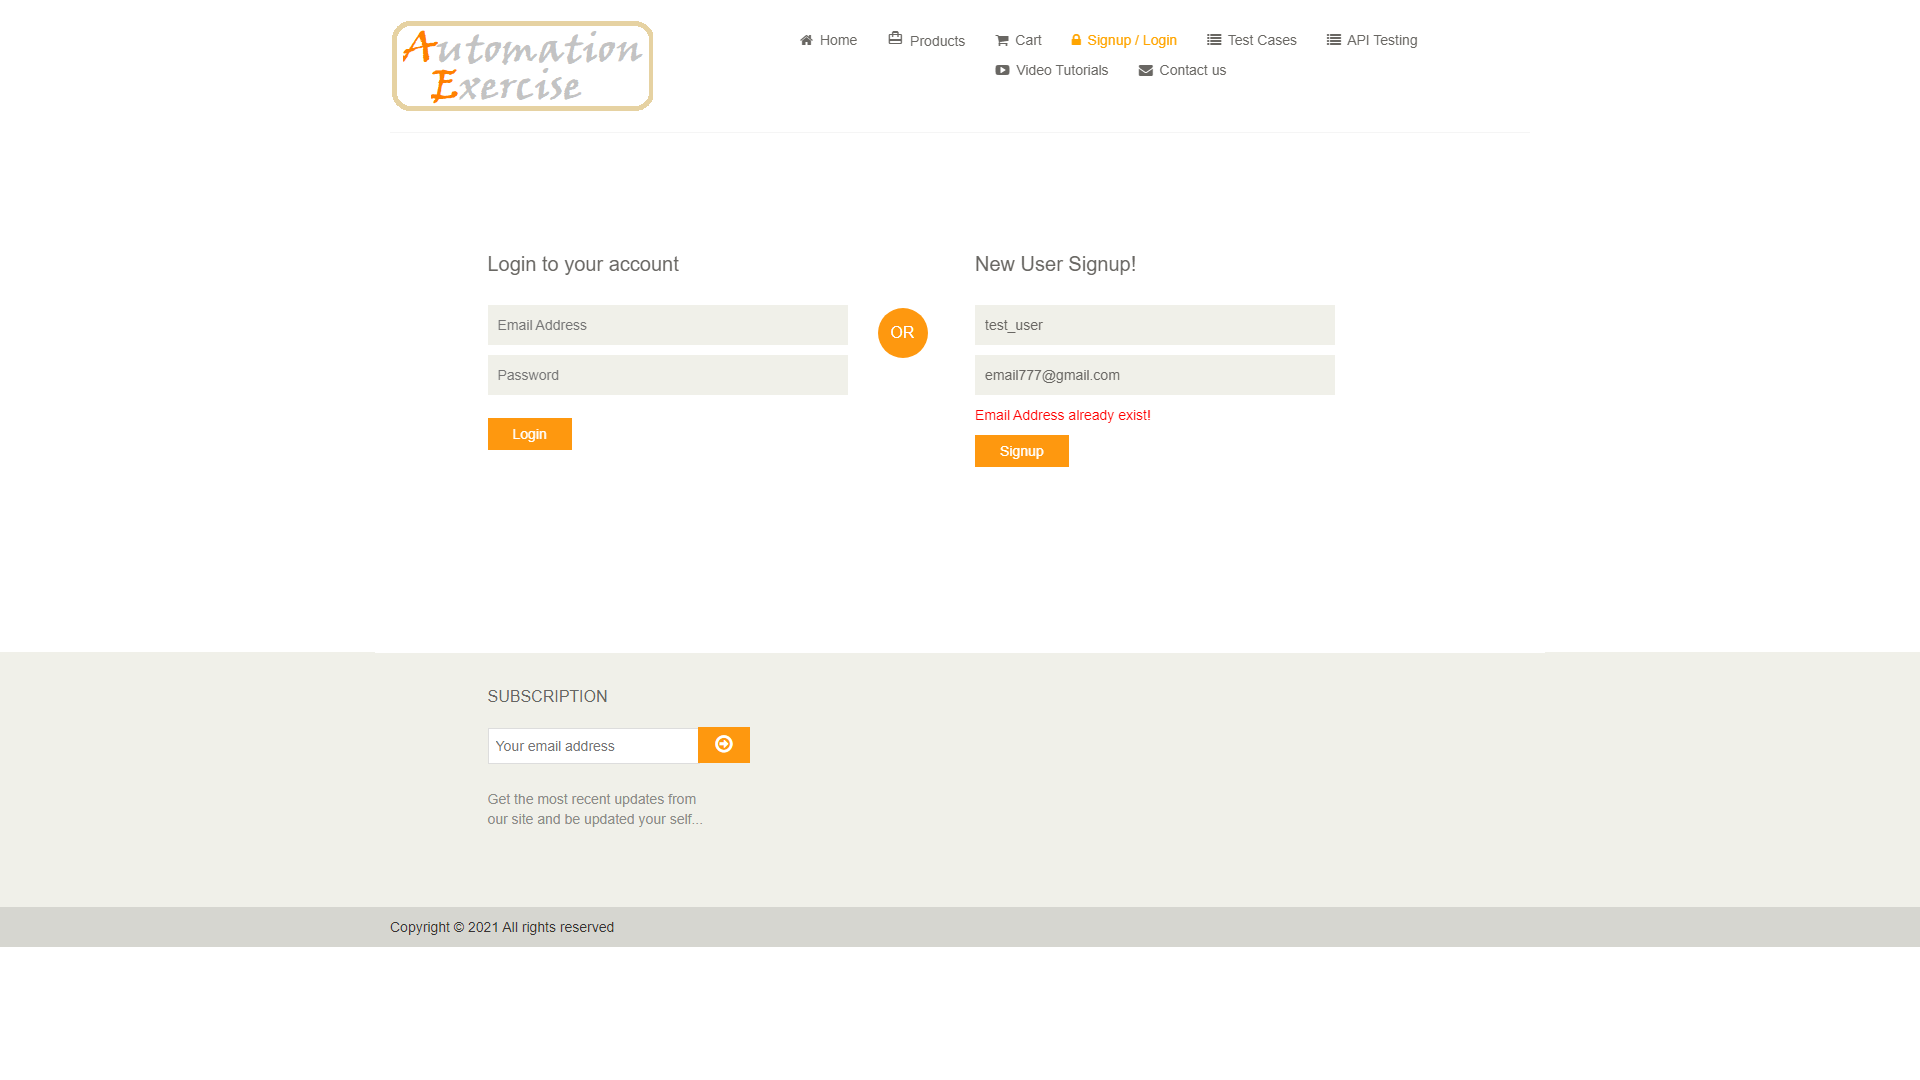 Automation
Exercise
Home
Products
Cart
Signup / Login
Test Cases
API Testing
Video Tutorials
Contact us
Login to your account
Email Address
Password
Login
OR
New User Signup!
test_user
email777@gmail.com
Email Address already exist!
Signup
SUBSCRIPTION
Your email address
Get the most recent updates from
our site and be updated your self...
Copyright © 2021 All rights reserved